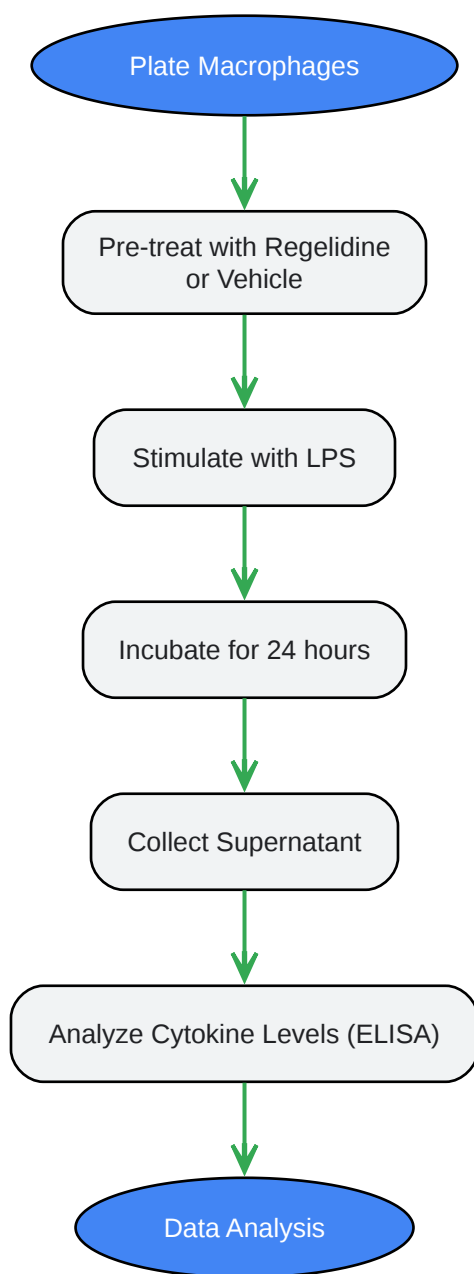 Plate Macrophages
Pre-treat with Regelidine
or Vehicle
Stimulate with LPS
Incubate for 24 hours
Collect Supernatant
Analyze Cytokine Levels (ELISA)
Data Analysis